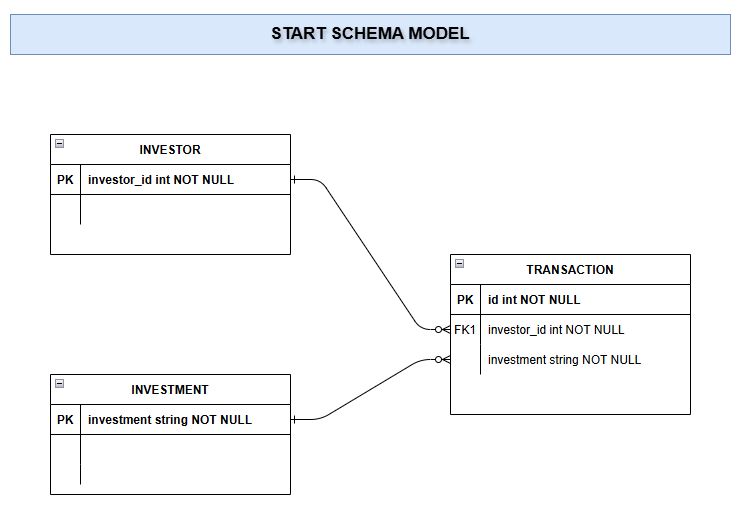 START SCHEMA MODEL
INVESTOR
PK investor_id int NOT NULL
TRANSACTION
PK id int NOT NULL
FK1 investor_id int NOT NULL
investment string NOT NULL
INVESTMENT
PK investment string NOT NULL